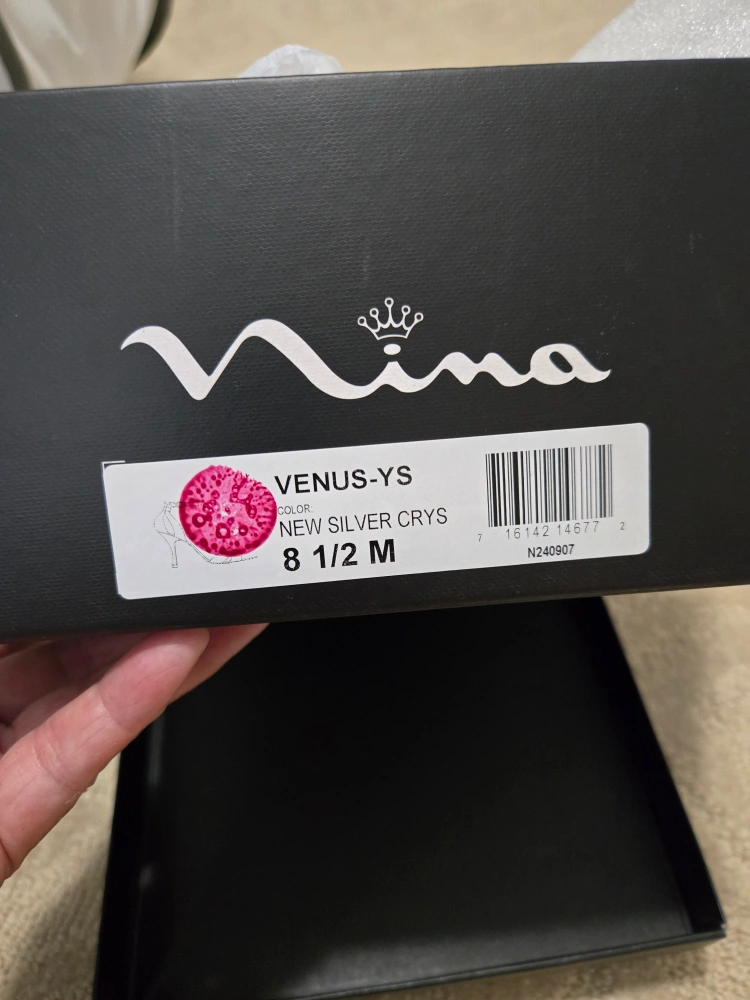 Nina
VENUS-YS
COLOR:
NEW SILVER CRYS
8 1/2 M
7 16142 14677 2
N240907